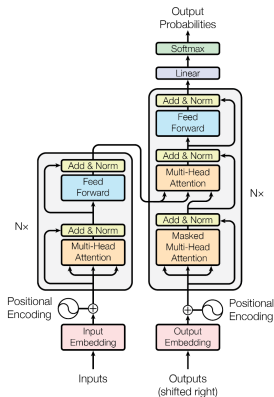 Output
Probabilities
Softmax
Linear
Add & Norm
Feed
Forward
Add & Norm
Multi-Head
Attention
Add & Norm
Masked
Multi-Head
Attention
N×
Add & Norm
Feed
Forward
N×
Add & Norm
Multi-Head
Attention
Positional
Encoding
Positional
Encoding
Input
Embedding
Output
Embedding
Inputs
Outputs
(shifted right)